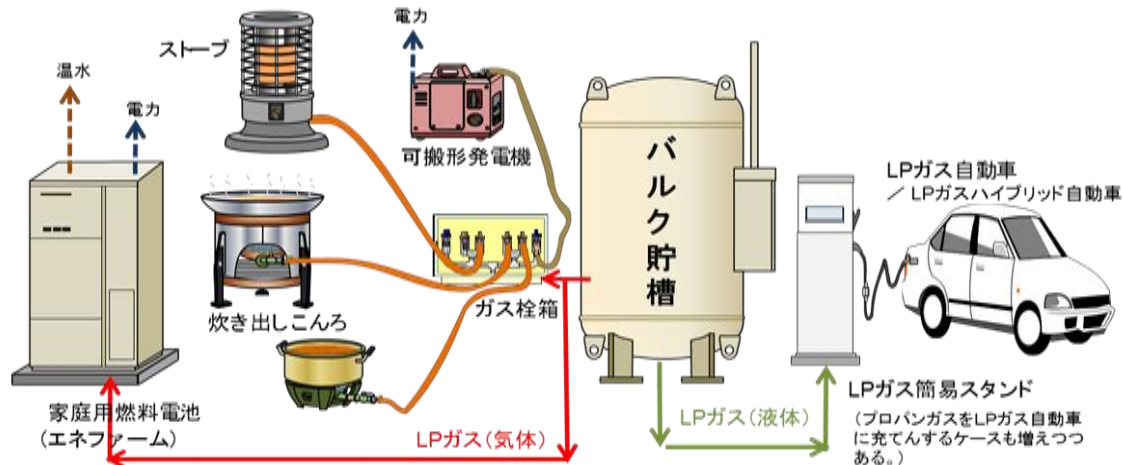 ストーブ
電力
温水
電力
可搬形発電機
バルク貯槽
LPガス自動車
／LPガスハイブリッド自動車
ガス栓箱
炊き出しこんろ
家庭用燃料電池
(エネファーム)
LPガス(気体)
LPガス(液体)
LPガス簡易スタンド
(プロパンガスをLPガス自動車
に充てんするケースも増えつつ
ある。)